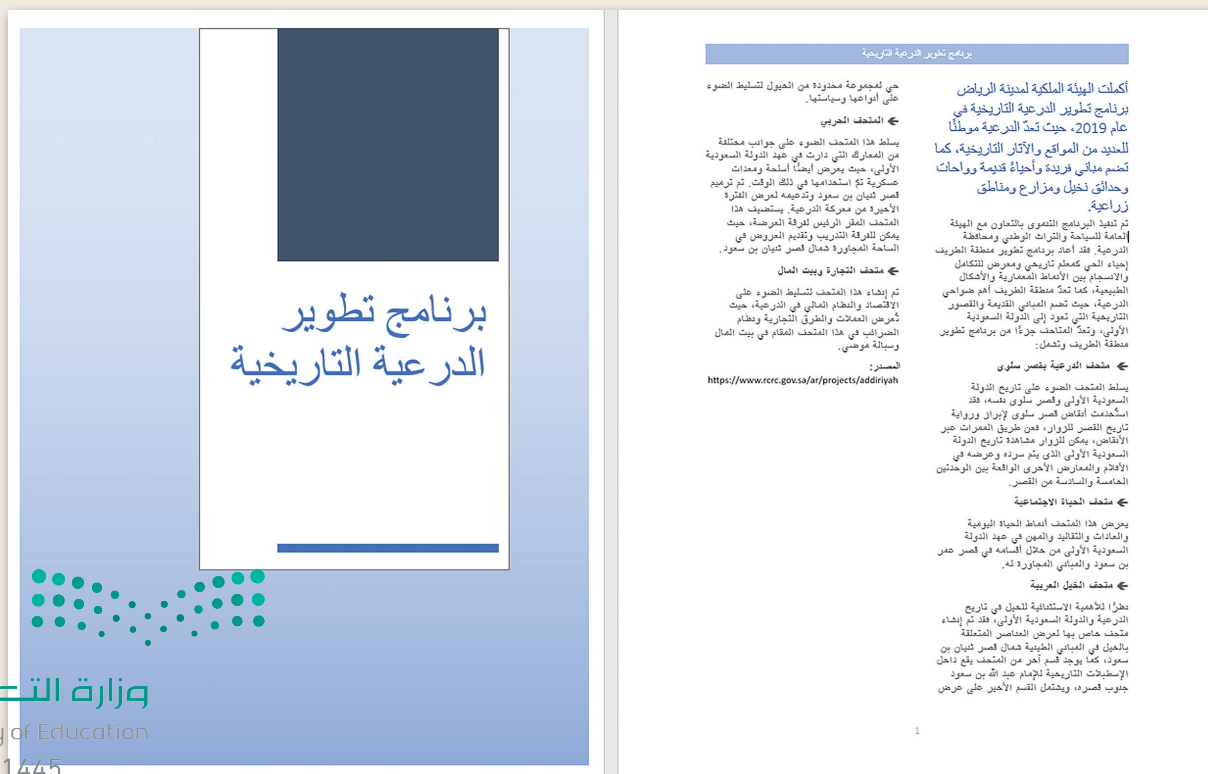 برنامج تطوير
الدرعية التاريخية
وزارة التـ
y of Education
1445
برنامج تطوير الدرعية التاريخية
أكملت الهيئة الملكية لمدينة الرياض
برنامج تطوير الدرعية التاريخية في
عام 2019، حيث تعدّ الدرعية موطنًا
للعديد من المواقع والآثار التاريخية، كما
تضم مباني فريدة وأحياءً قديمة وواحات
وحدائق نخيل ومزارع ومناطق
زراعية.
تم تنفيذ البرنامج التنموي بالتعاون مع الهيئة
العامة للسياحة والتراث الوطني ومحافظة
الدرعية. فقد أعاد برنامج تطوير منطقة الطريف
إحياء الحي كمعلم تاريخي ومعرض للتكامل
والانسجام بين الأنماط المعمارية والأشكال
الطبيعية، كما تعدّ منطقة الطريف أهم ضواحي
الدرعية، حيث تضم المباني القديمة والقصور
التاريخية التي تعود إلى الدولة السعودية
الأولى، وتعدّ المتاحف جزءًا من برنامج تطوير
منطقة الطريف وتشمل:
← متحف الدرعية بقصر سلوى
يسلط المتحف الضوء على تاريخ الدولة
السعودية الأولى وقصر سلوى نفسه، فقد
استُخدمت أنقاض قصر سلوى لإبراز ورواية
تاريخ القصر للزوار، فعن طريق الممرات عبر
الأنقاض، يمكن للزوار مشاهدة تاريخ الدولة
السعودية الأولى الذي يتم سرده وعرضه في
الأفلام والمعارض الأخرى الواقعة بين الوحدتين
الخامسة والسادسة من القصر.
← متحف الحياة الاجتماعية
يعرض هذا المتحف أنماط الحياة اليومية
والعادات والتقاليد والمهن في عهد الدولة
السعودية الأولى من خلال أقسامه في قصر عمر
بن سعود والمباني المجاورة له.
← متحف الخيل العربية
نظرًا للأهمية الاستثنائية للخيل في تاريخ
الدرعية والدولة السعودية الأولى، فقد تم إنشاء
متحف خاص بها لعرض العناصر المتعلقة
بالخيل في المباني الطينية شمال قصر ثنيان بن
سعود، كما يوجد قسم آخر من المتحف يقع داخل
الإسطبلات التاريخية للإمام عبد الله بن سعود
جنوب قصره، ويشتمل القسم الأخير على عرض
حي لمجموعة محدودة من الخيول لتسليط الضوء
على أنواعها وسياستها.
← المتحف الحربي
يسلط هذا المتحف الضوء على جوانب مختلفة
من المعارك التي دارت في عهد الدولة السعودية
الأولى، حيث يعرض أيضًا أسلحة ومعدات
عسكرية تمّ استخدامها في ذلك الوقت. تم ترميم
قصر ثنيان بن سعود وتدعيمه لعرض الفترة
الأخيرة من معركة الدرعية. يستضيف هذا
المتحف المقر الرئيس لفرقة العرضة، حيث
يمكن للفرقة التدريب وتقديم العروض في
الساحة المجاورة شمال قصر ثنيان بن سعود.
← متحف التجارة وبيت المال
تم إنشاء هذا المتحف لتسليط الضوء على
الاقتصاد والنظام المالي في الدرعية، حيث
تُعرض العملات والطرق التجارية ونظام
الضرائب في هذا المتحف المقام في بيت المال
وسبالة موضي.
المصدر:
https://www.rcrc.gov.sa/ar/projects/addiriyah
1